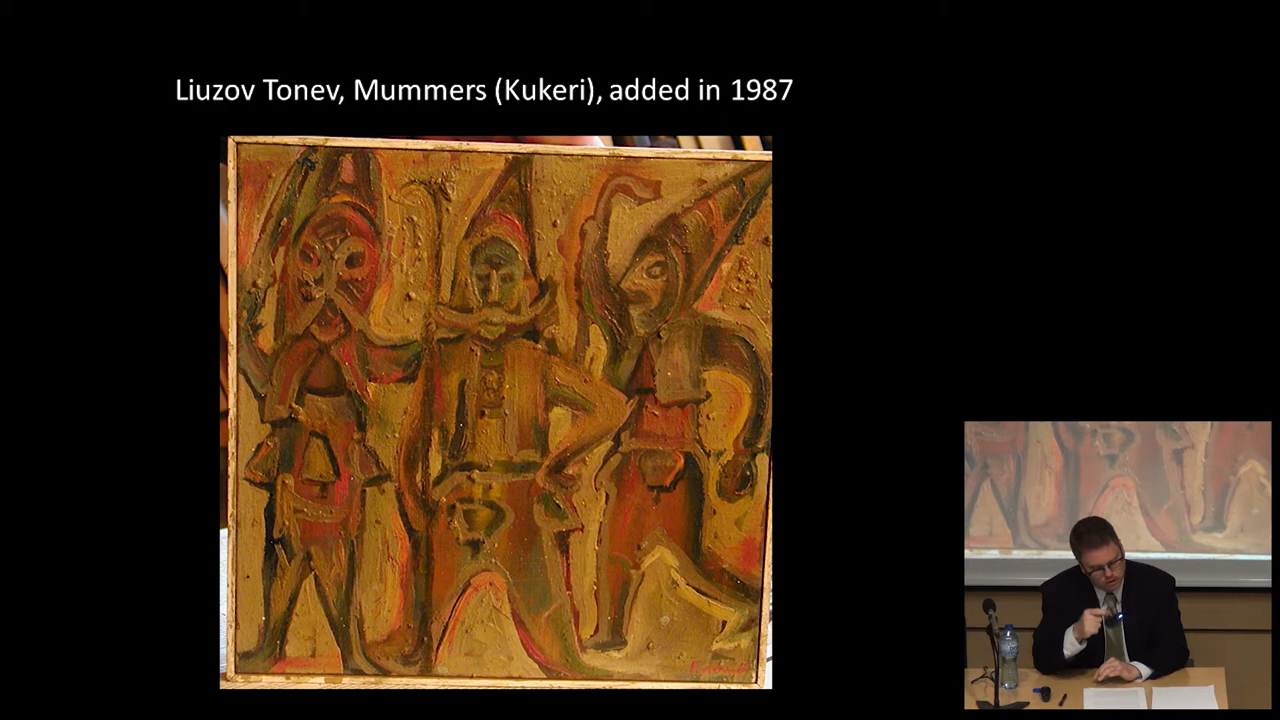 Liuzov Tonev, Mummers (Kukeri), added in 1987